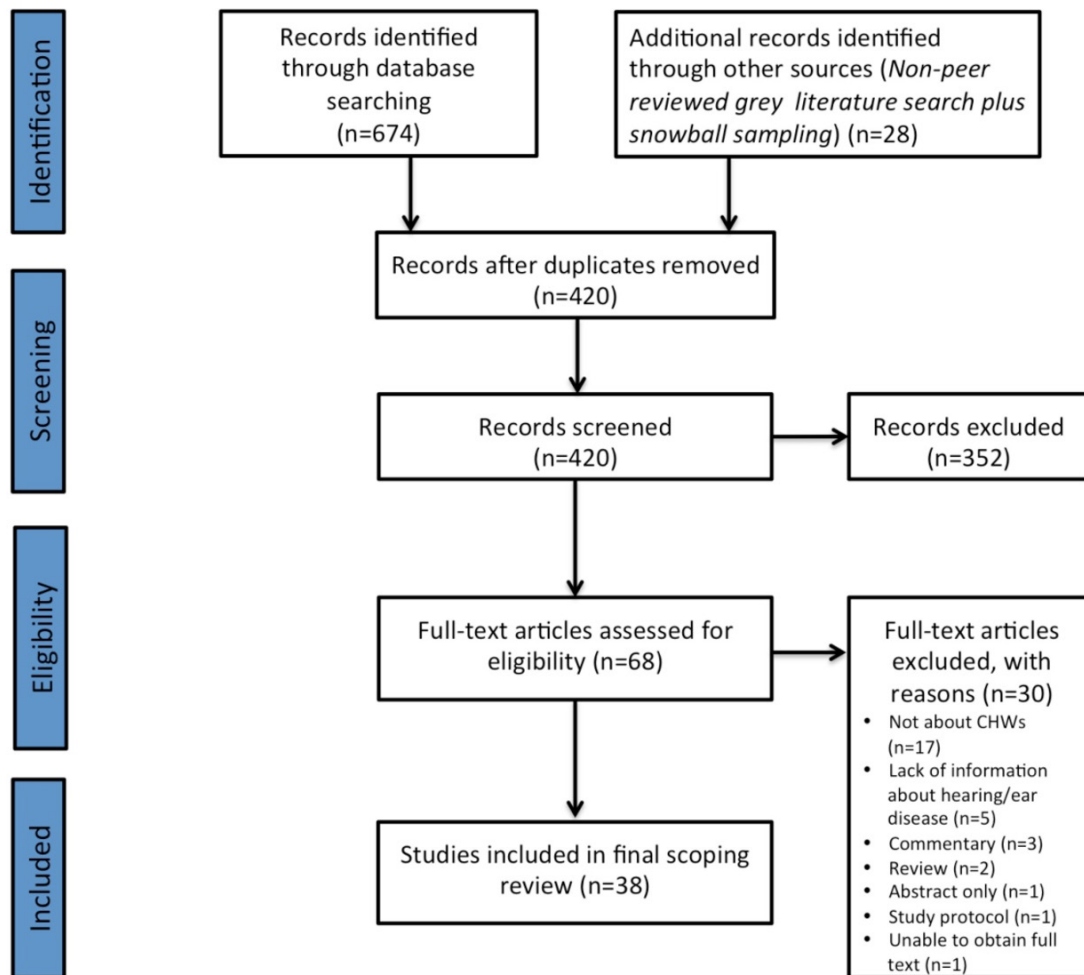 Identification
Records identified
through database
searching
(n=674)
Additional records identified
through other sources (Non-peer
reviewed grey literature search plus
snowball sampling) (n=28)
Records after duplicates removed
(n=420)
Screening
Records screened
(n=420)
Records excluded
(n=352)
Eligibility
Full-text articles assessed for
eligibility (n=68)
Full-text articles
excluded, with
reasons (n=30)
• Not about CHWs
(n=17)
• Lack of information
about hearing/ear
disease (n=5)
• Commentary (n=3)
• Review (n=2)
• Abstract only (n=1)
• Study protocol (n=1)
• Unable to obtain full
text (n=1)
Included
Studies included in final scoping
review (n=38)